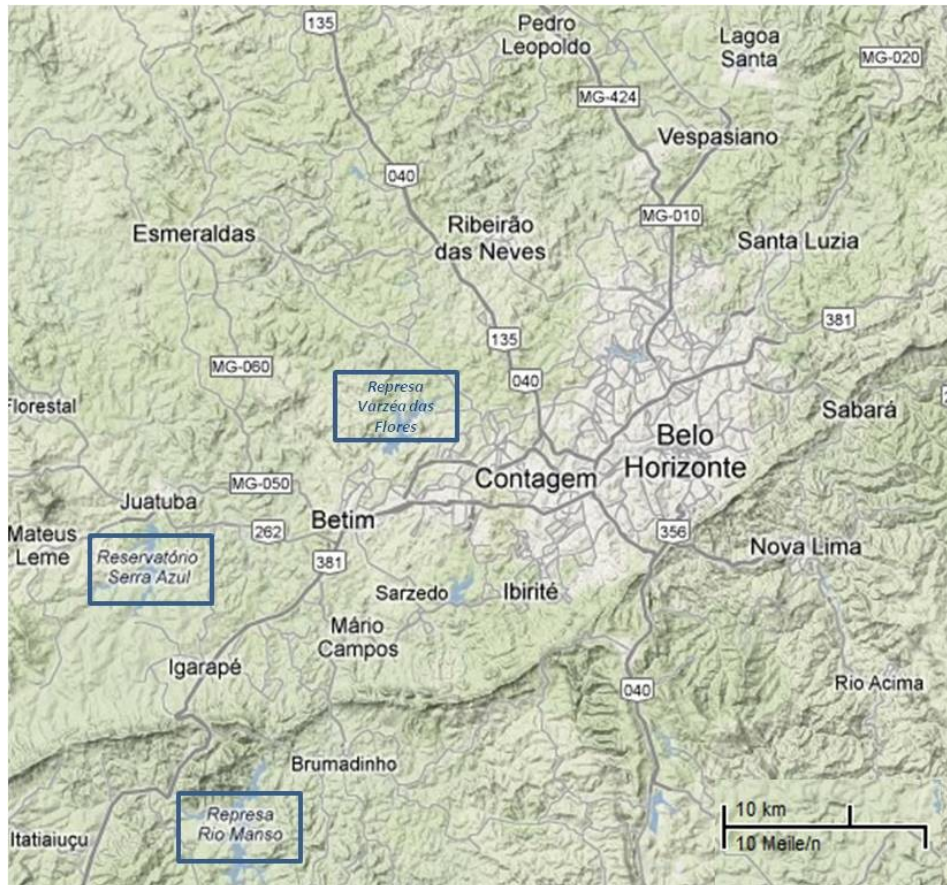 135
Pedro
Leopoldo
Lagoa
Santa
MG-020
MG-424
Vespasiano
040
MG-010
Esmeraldas
Ribeirão
das Neves
Santa Luzia
381
135
MG-060
040
Represa
Varzéa das
Flores
Florestal
Sabará
Belo
Horizonte
Contagem
MG-050
Juatuba
Betim
262
356
Mateus
Leme
Reservatório
Serra Azul
381
Nova Lima
Sarzedo
Ibirité
Mário
Campos
Igarapé
040
Rio Acima
Brumadinho
Represa
Rio Manso
Itatiaiuçu
10 km
10 Meile/n